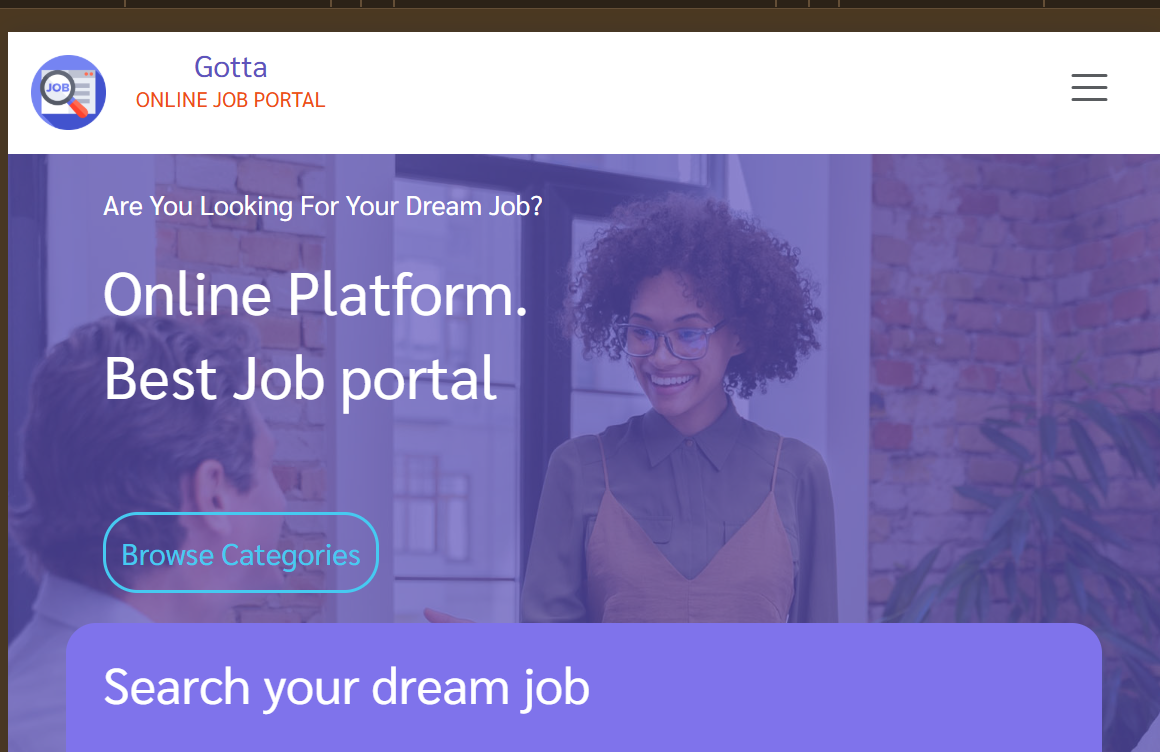 JOB
Gotta
ONLINE JOB PORTAL
Are You Looking For Your Dream Job?
Online Platform.
Best Job portal
Browse Categories
Search your dream job